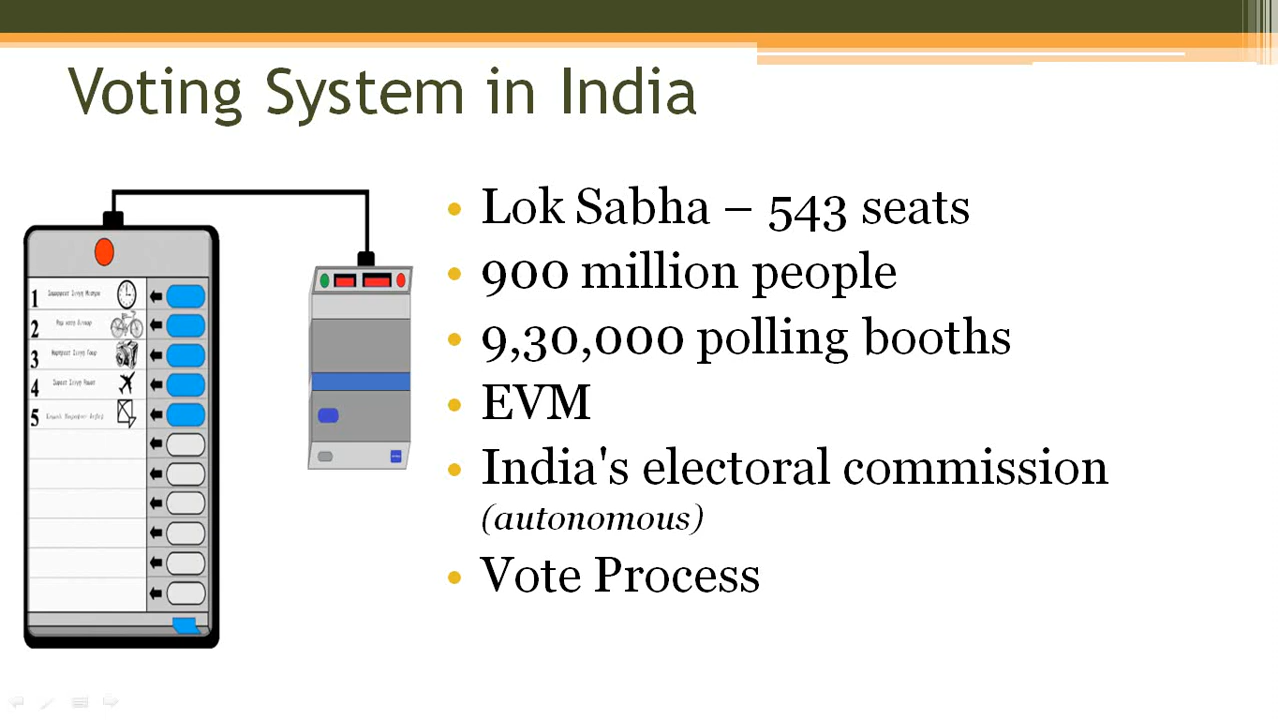 Voting System in India
• Lok Sabha – 543 seats
• 900 million people
• 9,30,000 polling booths
• EVM
• India's electoral commission
(autonomous)
• Vote Process
1
2
3
4
5